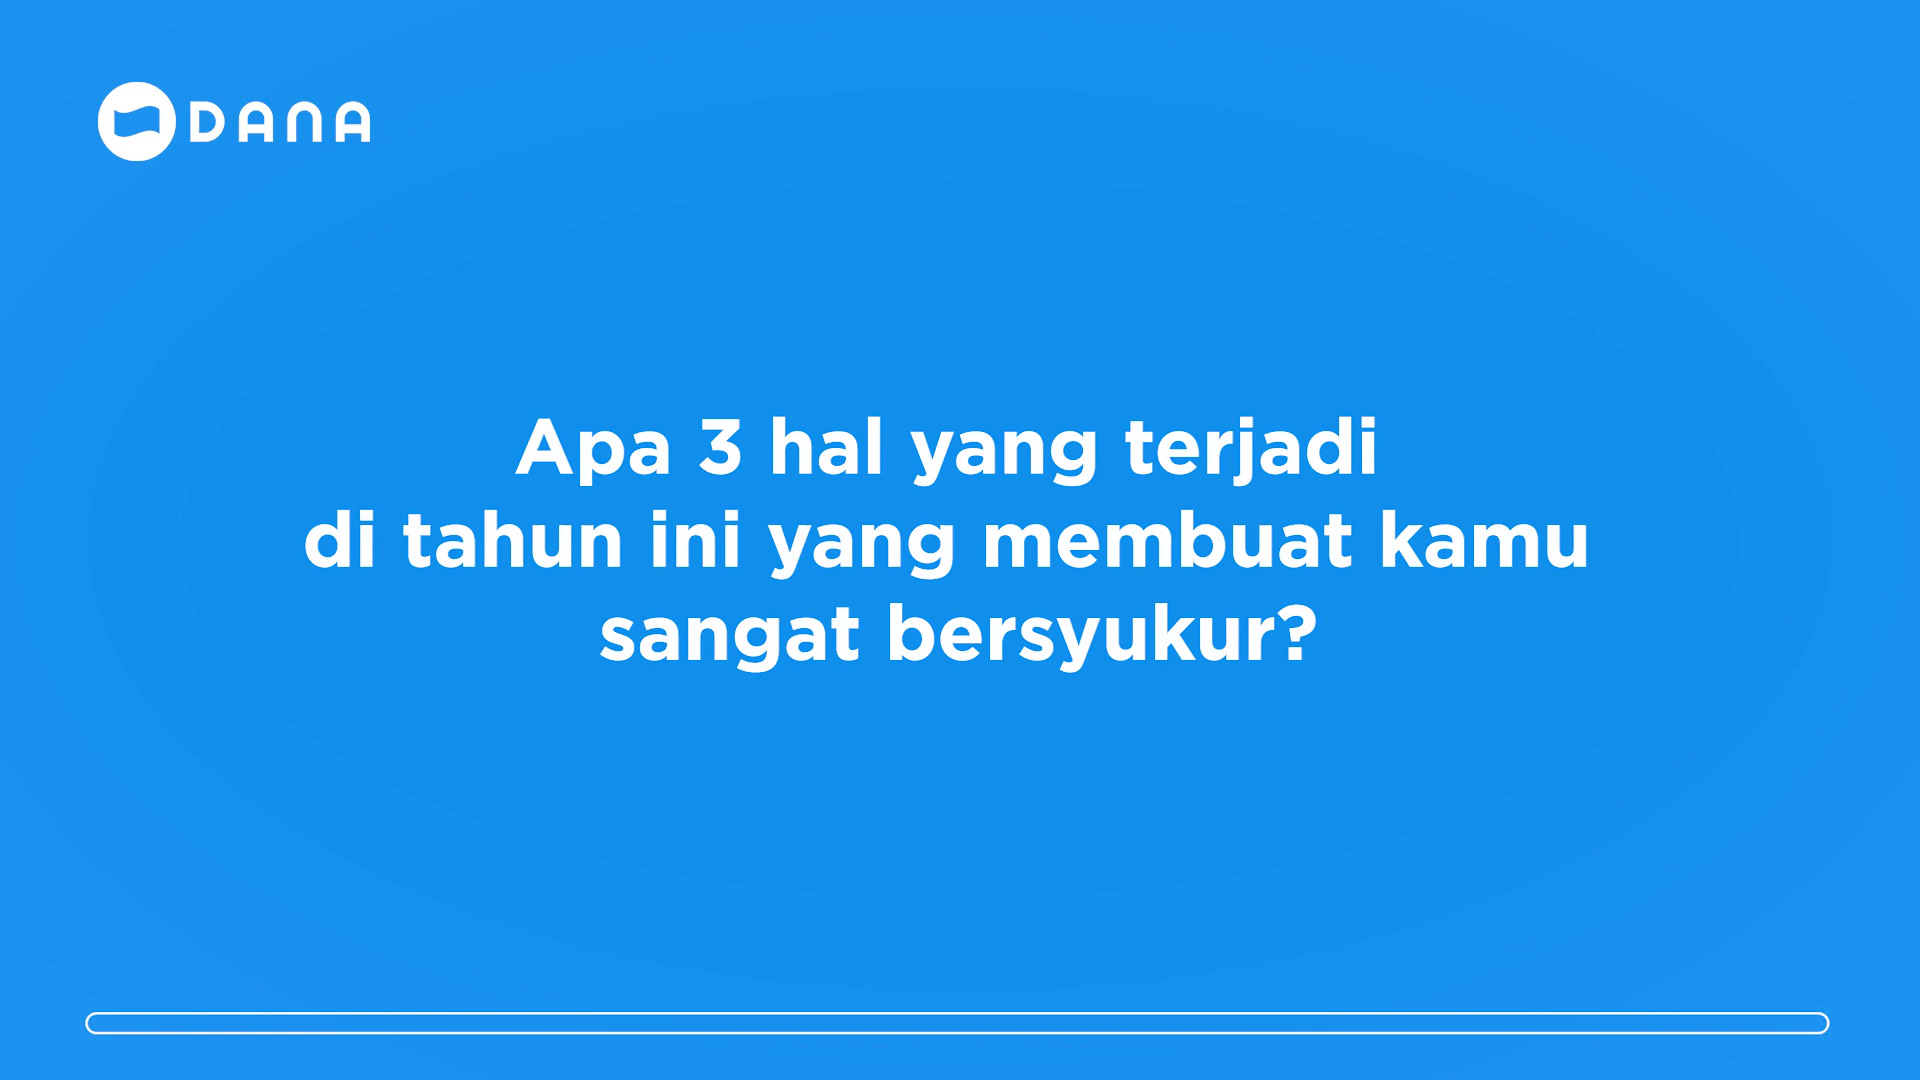 DANA
Apa 3 hal yang terjadi
di tahun ini yang membuat kamu
sangat bersyukur?